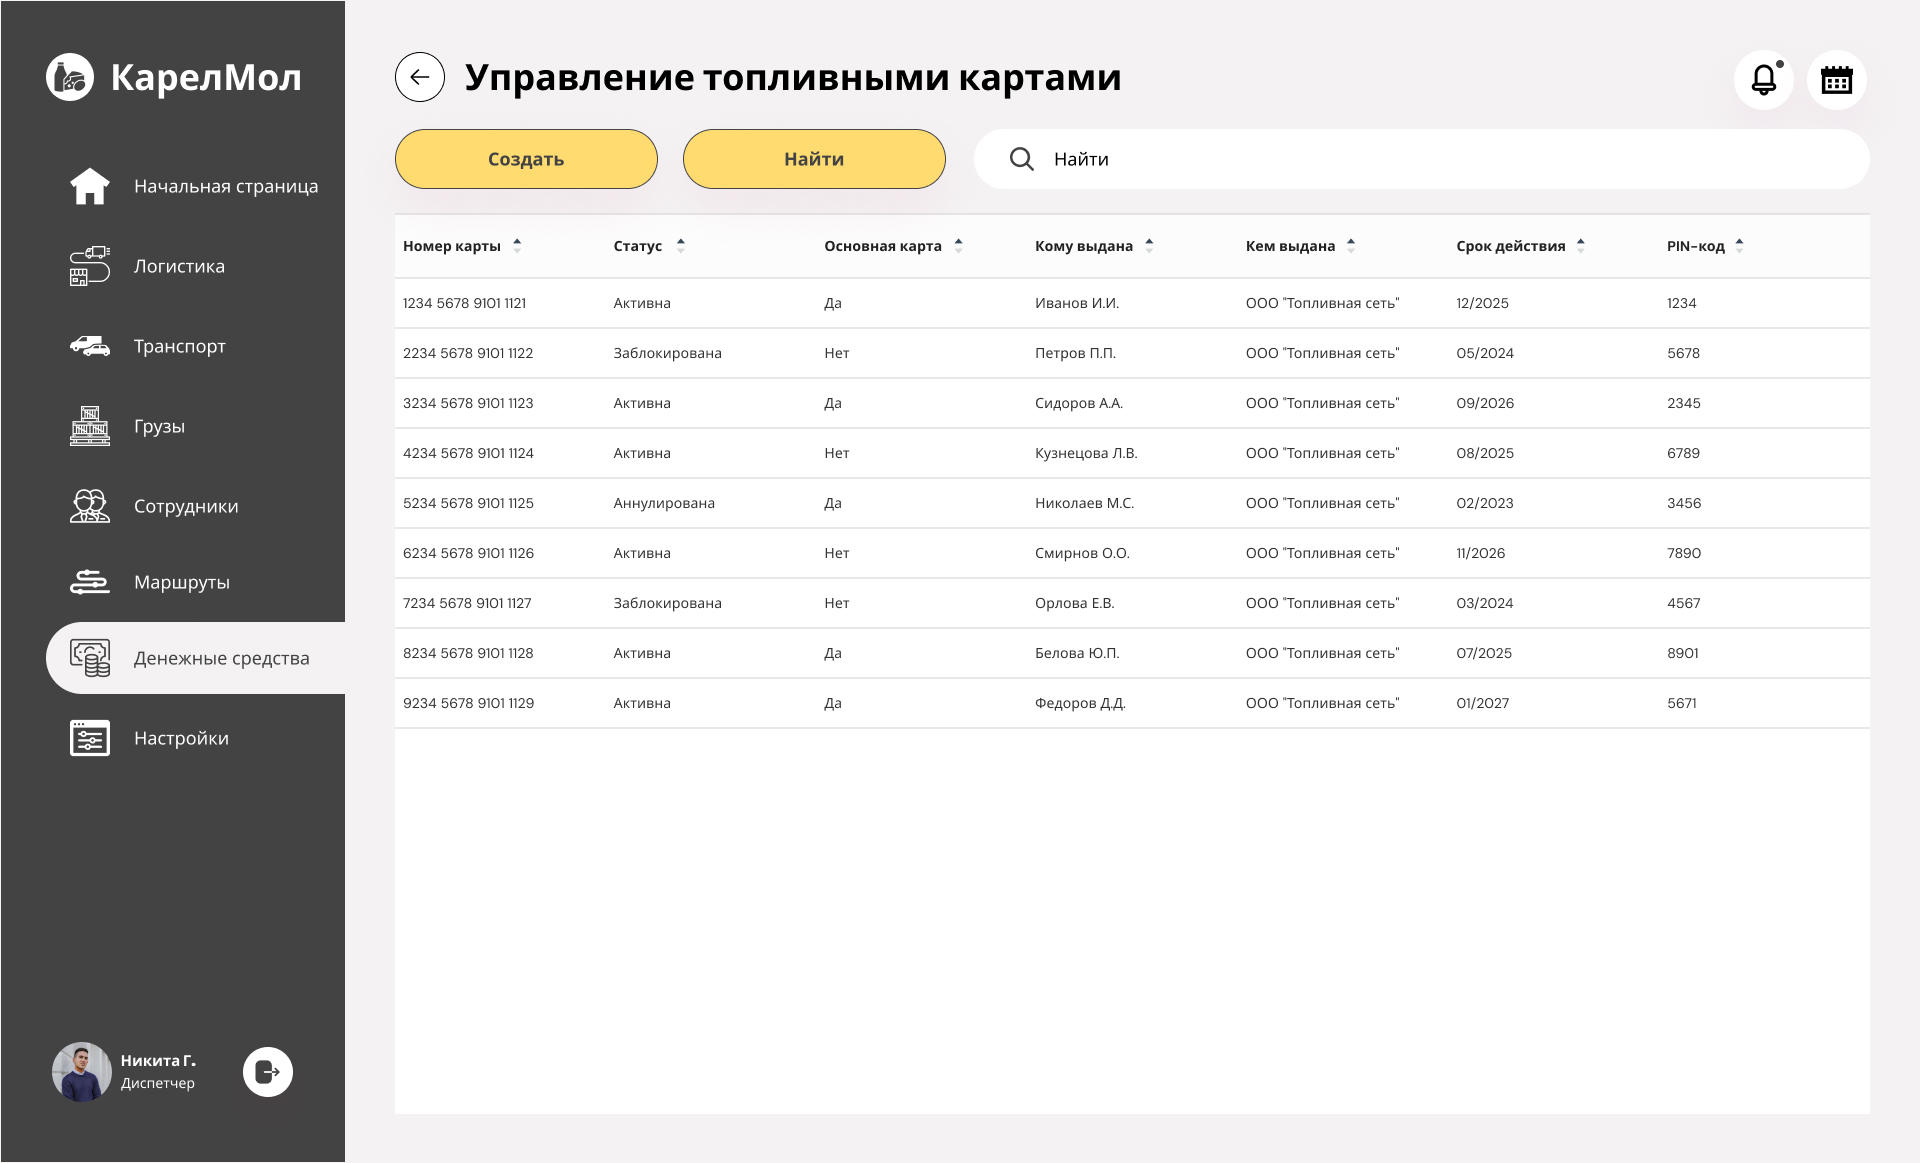 КарелМол
Начальная страница
Логистика
Транспорт
Грузы
Сотрудники
Маршруты
Денежные средства
Настройки
Никита Г.
Диспетчер
Управление топливными картами
Создать
Найти
Найти
Номер карты Статус Основная карта Кому выдана Кем выдана Срок действия PIN-код
1234 5678 9101 1121 Активна Да Иванов И.И. ООО "Топливная сеть" 12/2025 1234
2234 5678 9101 1122 Заблокирована Нет Петров П.П. ООО "Топливная сеть" 05/2024 5678
3234 5678 9101 1123 Активна Да Сидоров А.А. ООО "Топливная сеть" 09/2026 2345
4234 5678 9101 1124 Активна Нет Кузнецова Л.В. ООО "Топливная сеть" 08/2025 6789
5234 5678 9101 1125 Аннулирована Да Николаев М.С. ООО "Топливная сеть" 02/2023 3456
6234 5678 9101 1126 Активна Нет Смирнов О.О. ООО "Топливная сеть" 11/2026 7890
7234 5678 9101 1127 Заблокирована Нет Орлова Е.В. ООО "Топливная сеть" 03/2024 4567
8234 5678 9101 1128 Активна Да Белова Ю.П. ООО "Топливная сеть" 07/2025 8901
9234 5678 9101 1129 Активна Да Федоров Д.Д. ООО "Топливная сеть" 01/2027 5671